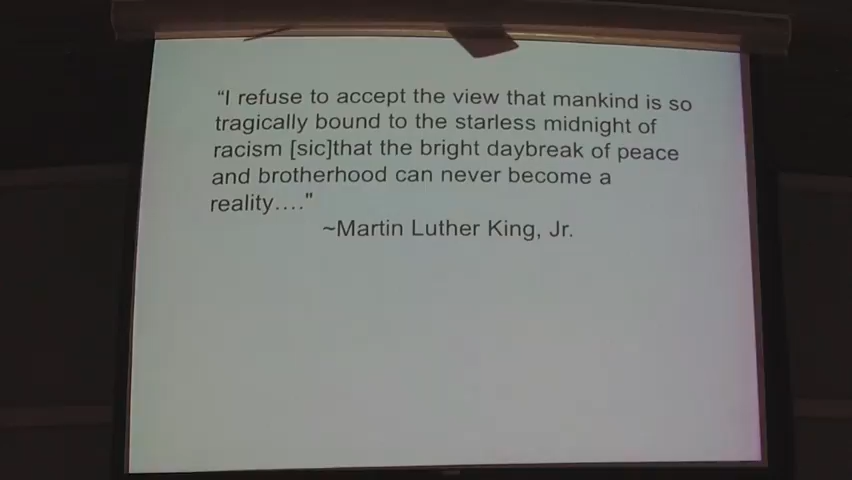 “I refuse to accept the view that mankind is so
tragically bound to the starless midnight of
racism [sic]that the bright daybreak of peace
and brotherhood can never become a
reality...."
~Martin Luther King, Jr.